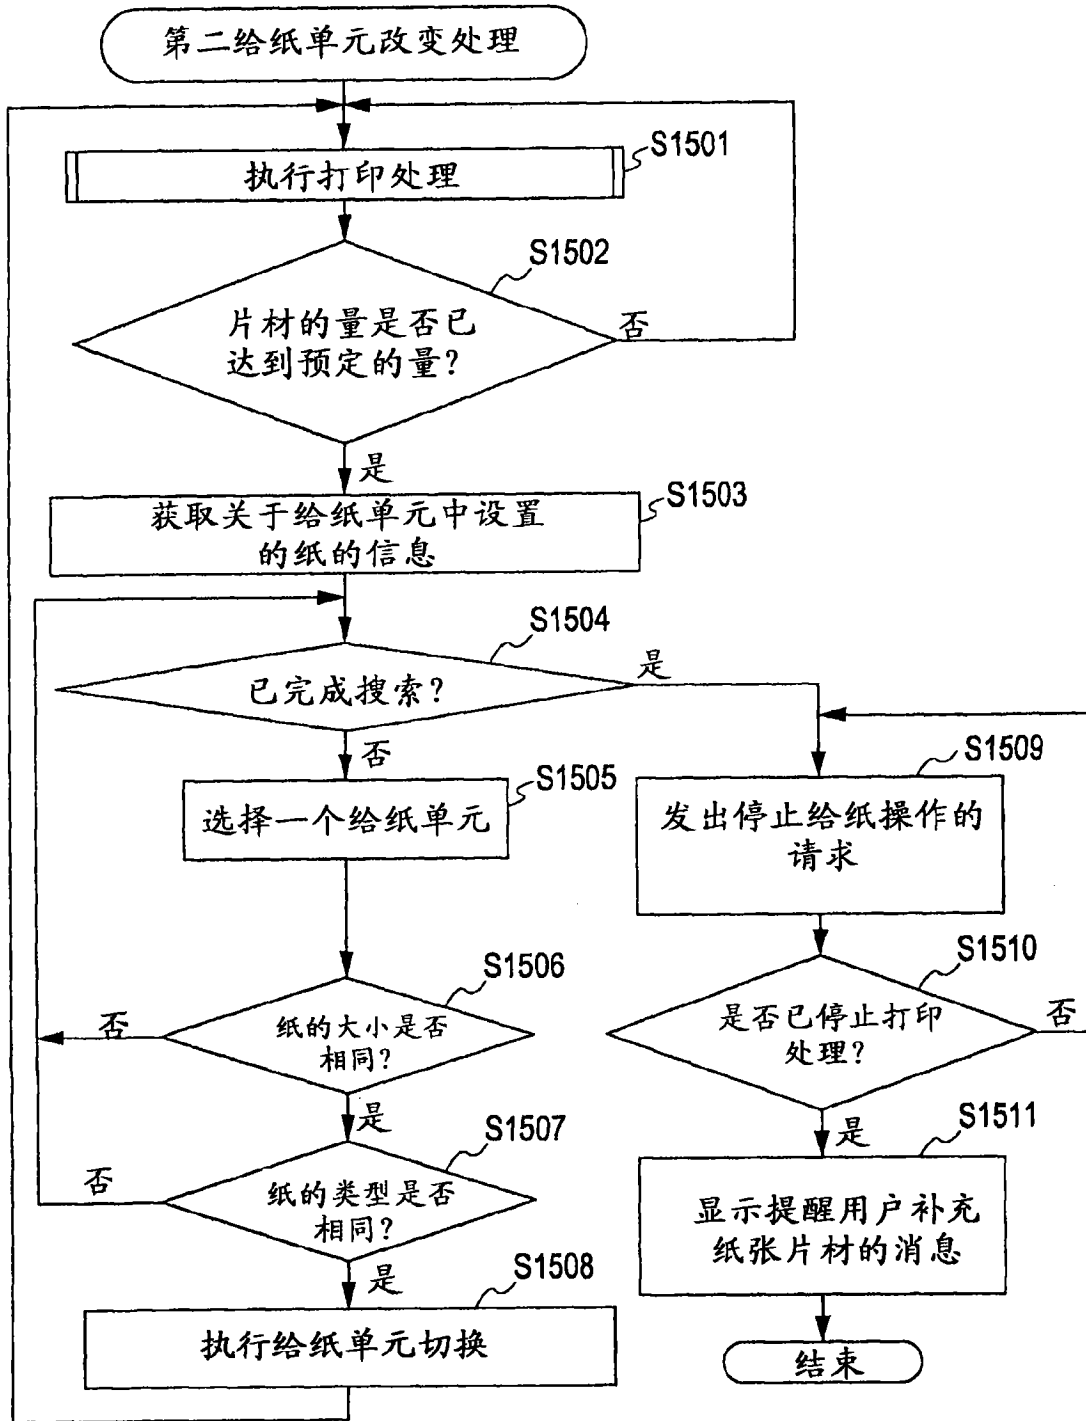 第二给纸单元改变处理
执行打印处理
S1501
S1502
片材的量是否已
达到预定的量?
否
是
S1503
获取关于给纸单元中设置
的纸的信息
S1504
已完成搜索?
是
否
S1505
选择一个给纸单元
S1509
发出停止给纸操作的
请求
S1506
纸的大小是否
相同?
否
是
S1510
是否已停止打印
处理?
否
是
S1507
纸的类型是否
相同?
否
是
S1511
显示提醒用户补充
纸张片材的消息
S1508
执行给纸单元切换
结束